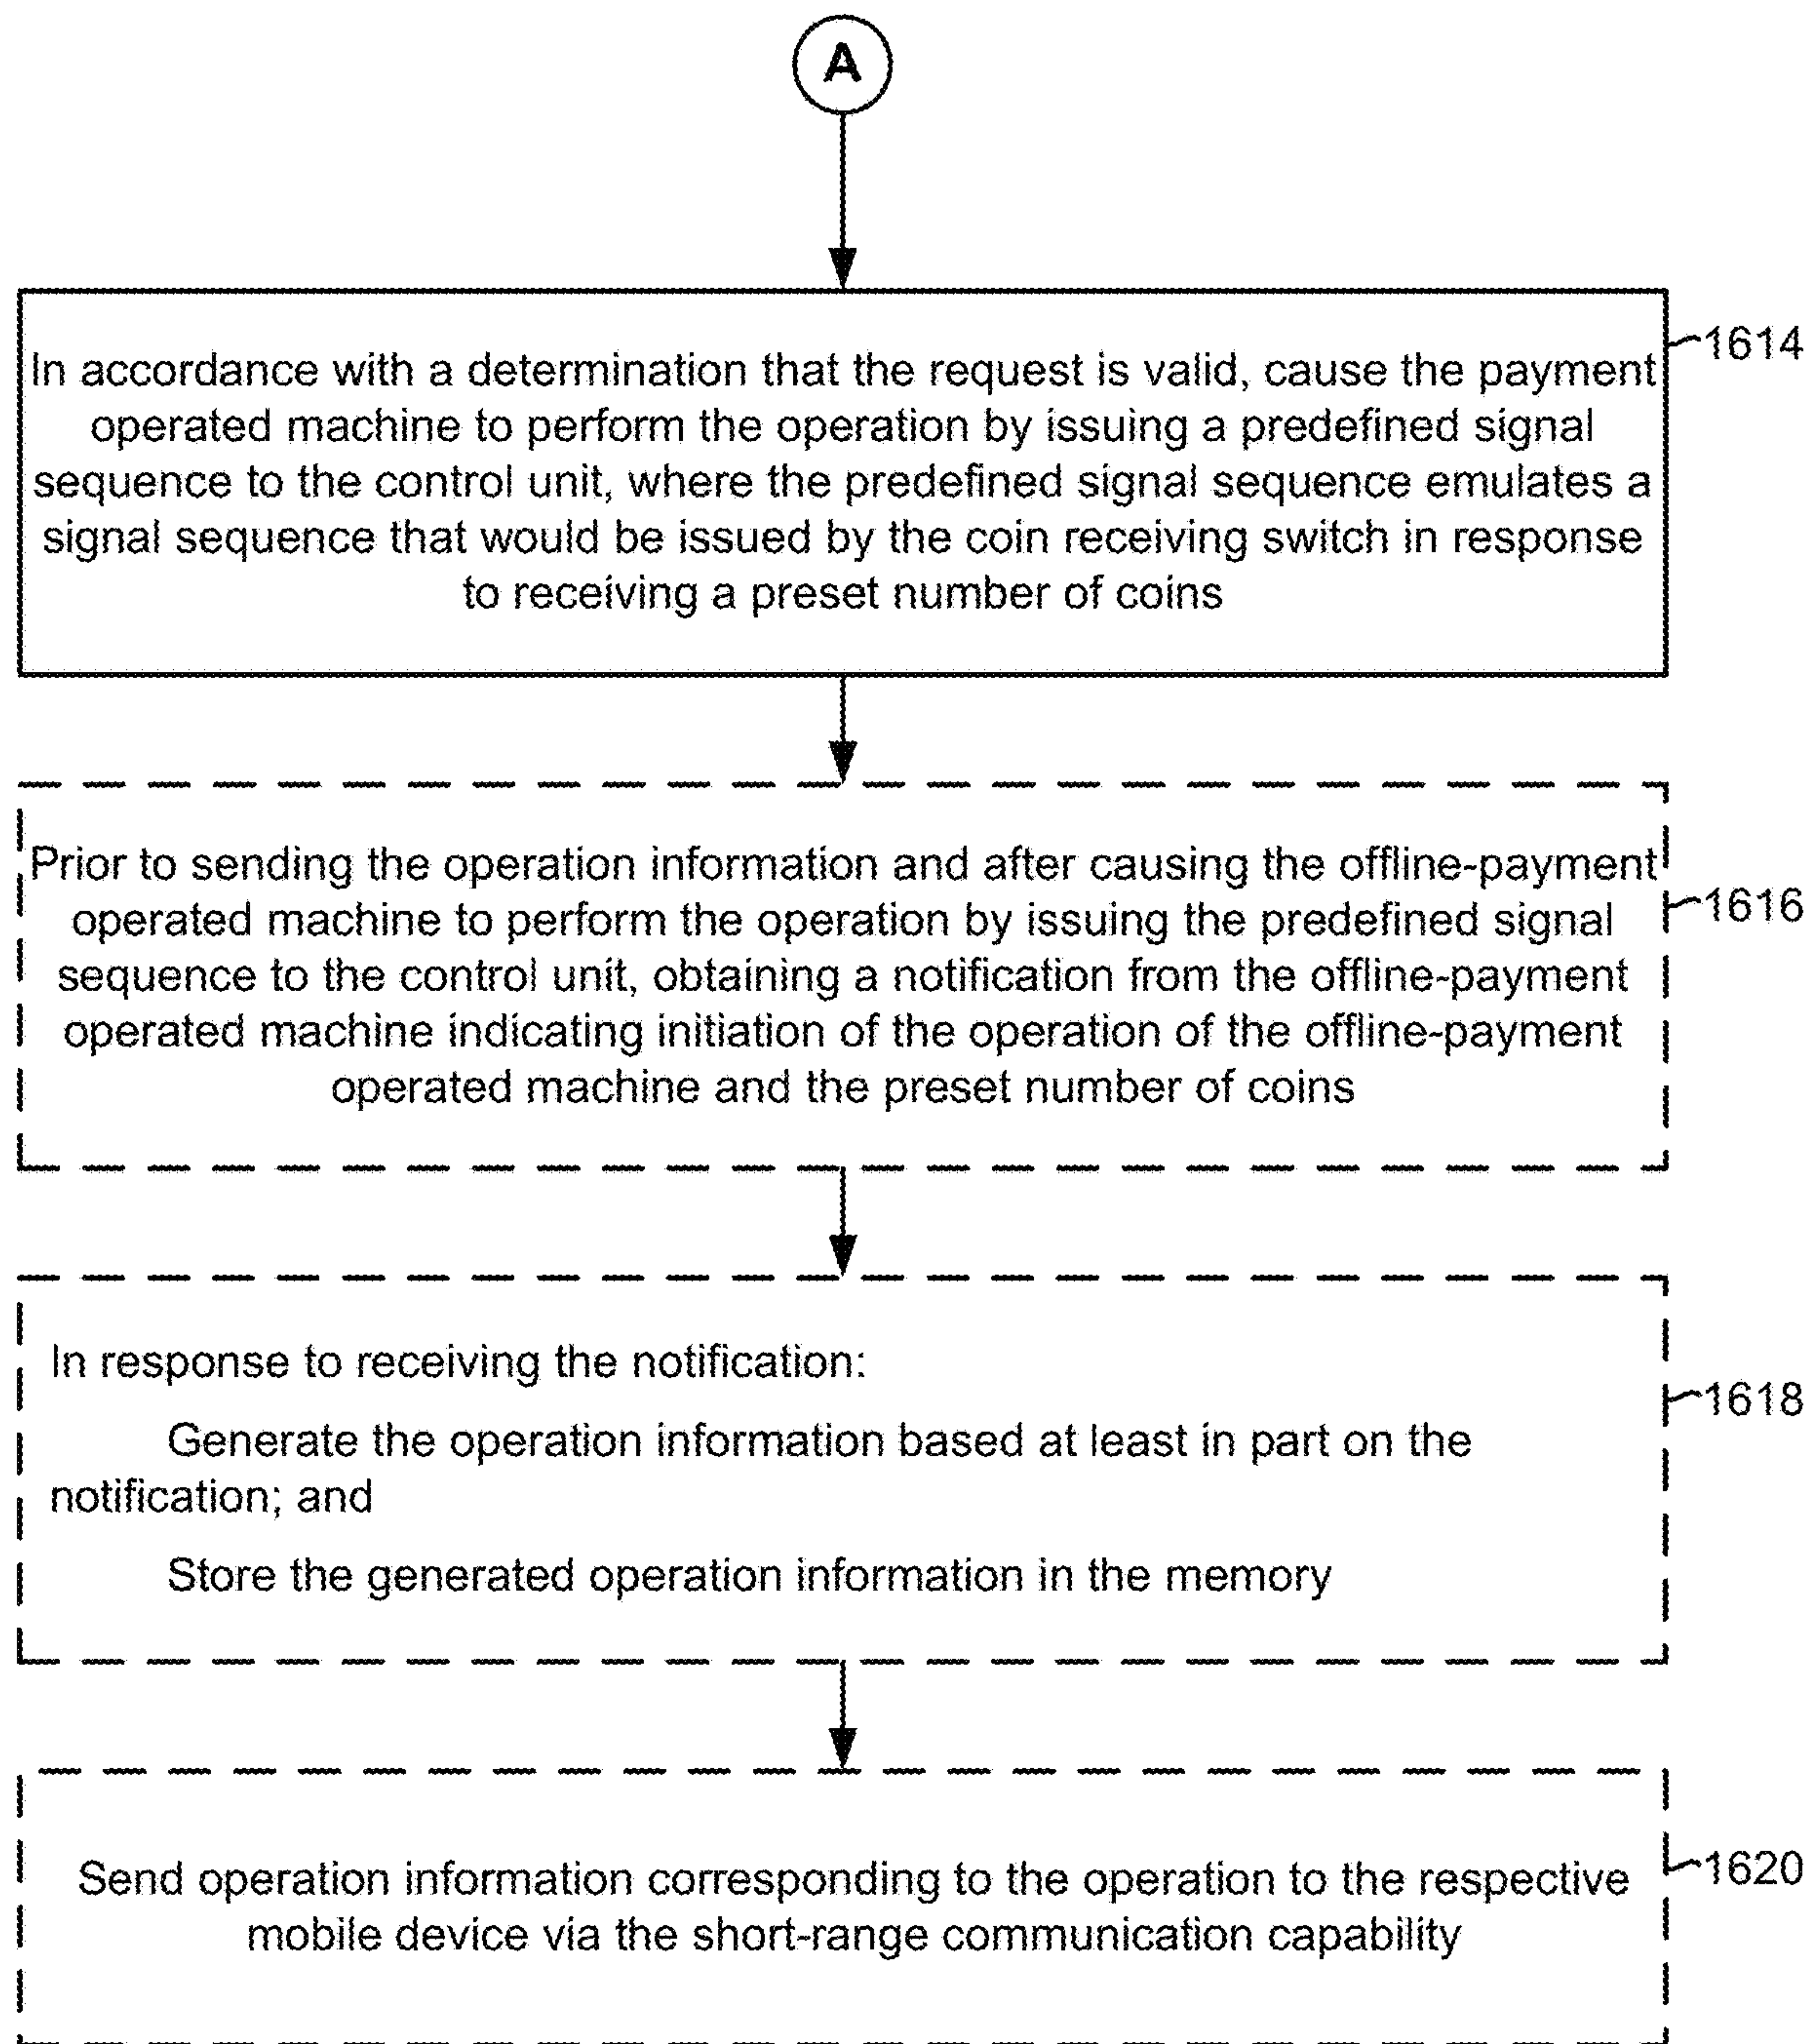 A
In accordance with a determination that the request is valid, cause the payment
operated machine to perform the operation by issuing a predefined signal
sequence to the control unit, where the predefined signal sequence emulates a
signal sequence that would be issued by the coin receiving switch in response
to receiving a preset number of coins
1614
Prior to sending the operation information and after causing the offline-payment
operated machine to perform the operation by issuing the predefined signal
sequence to the control unit, obtaining a notification from the offline-payment
operated machine indicating initiation of the operation of the offline-payment
operated machine and the preset number of coins
1616
In response to receiving the notification:
Generate the operation information based at least in part on the
notification; and
Store the generated operation information in the memory
1618
Send operation information corresponding to the operation to the respective
mobile device via the short-range communication capability
1620